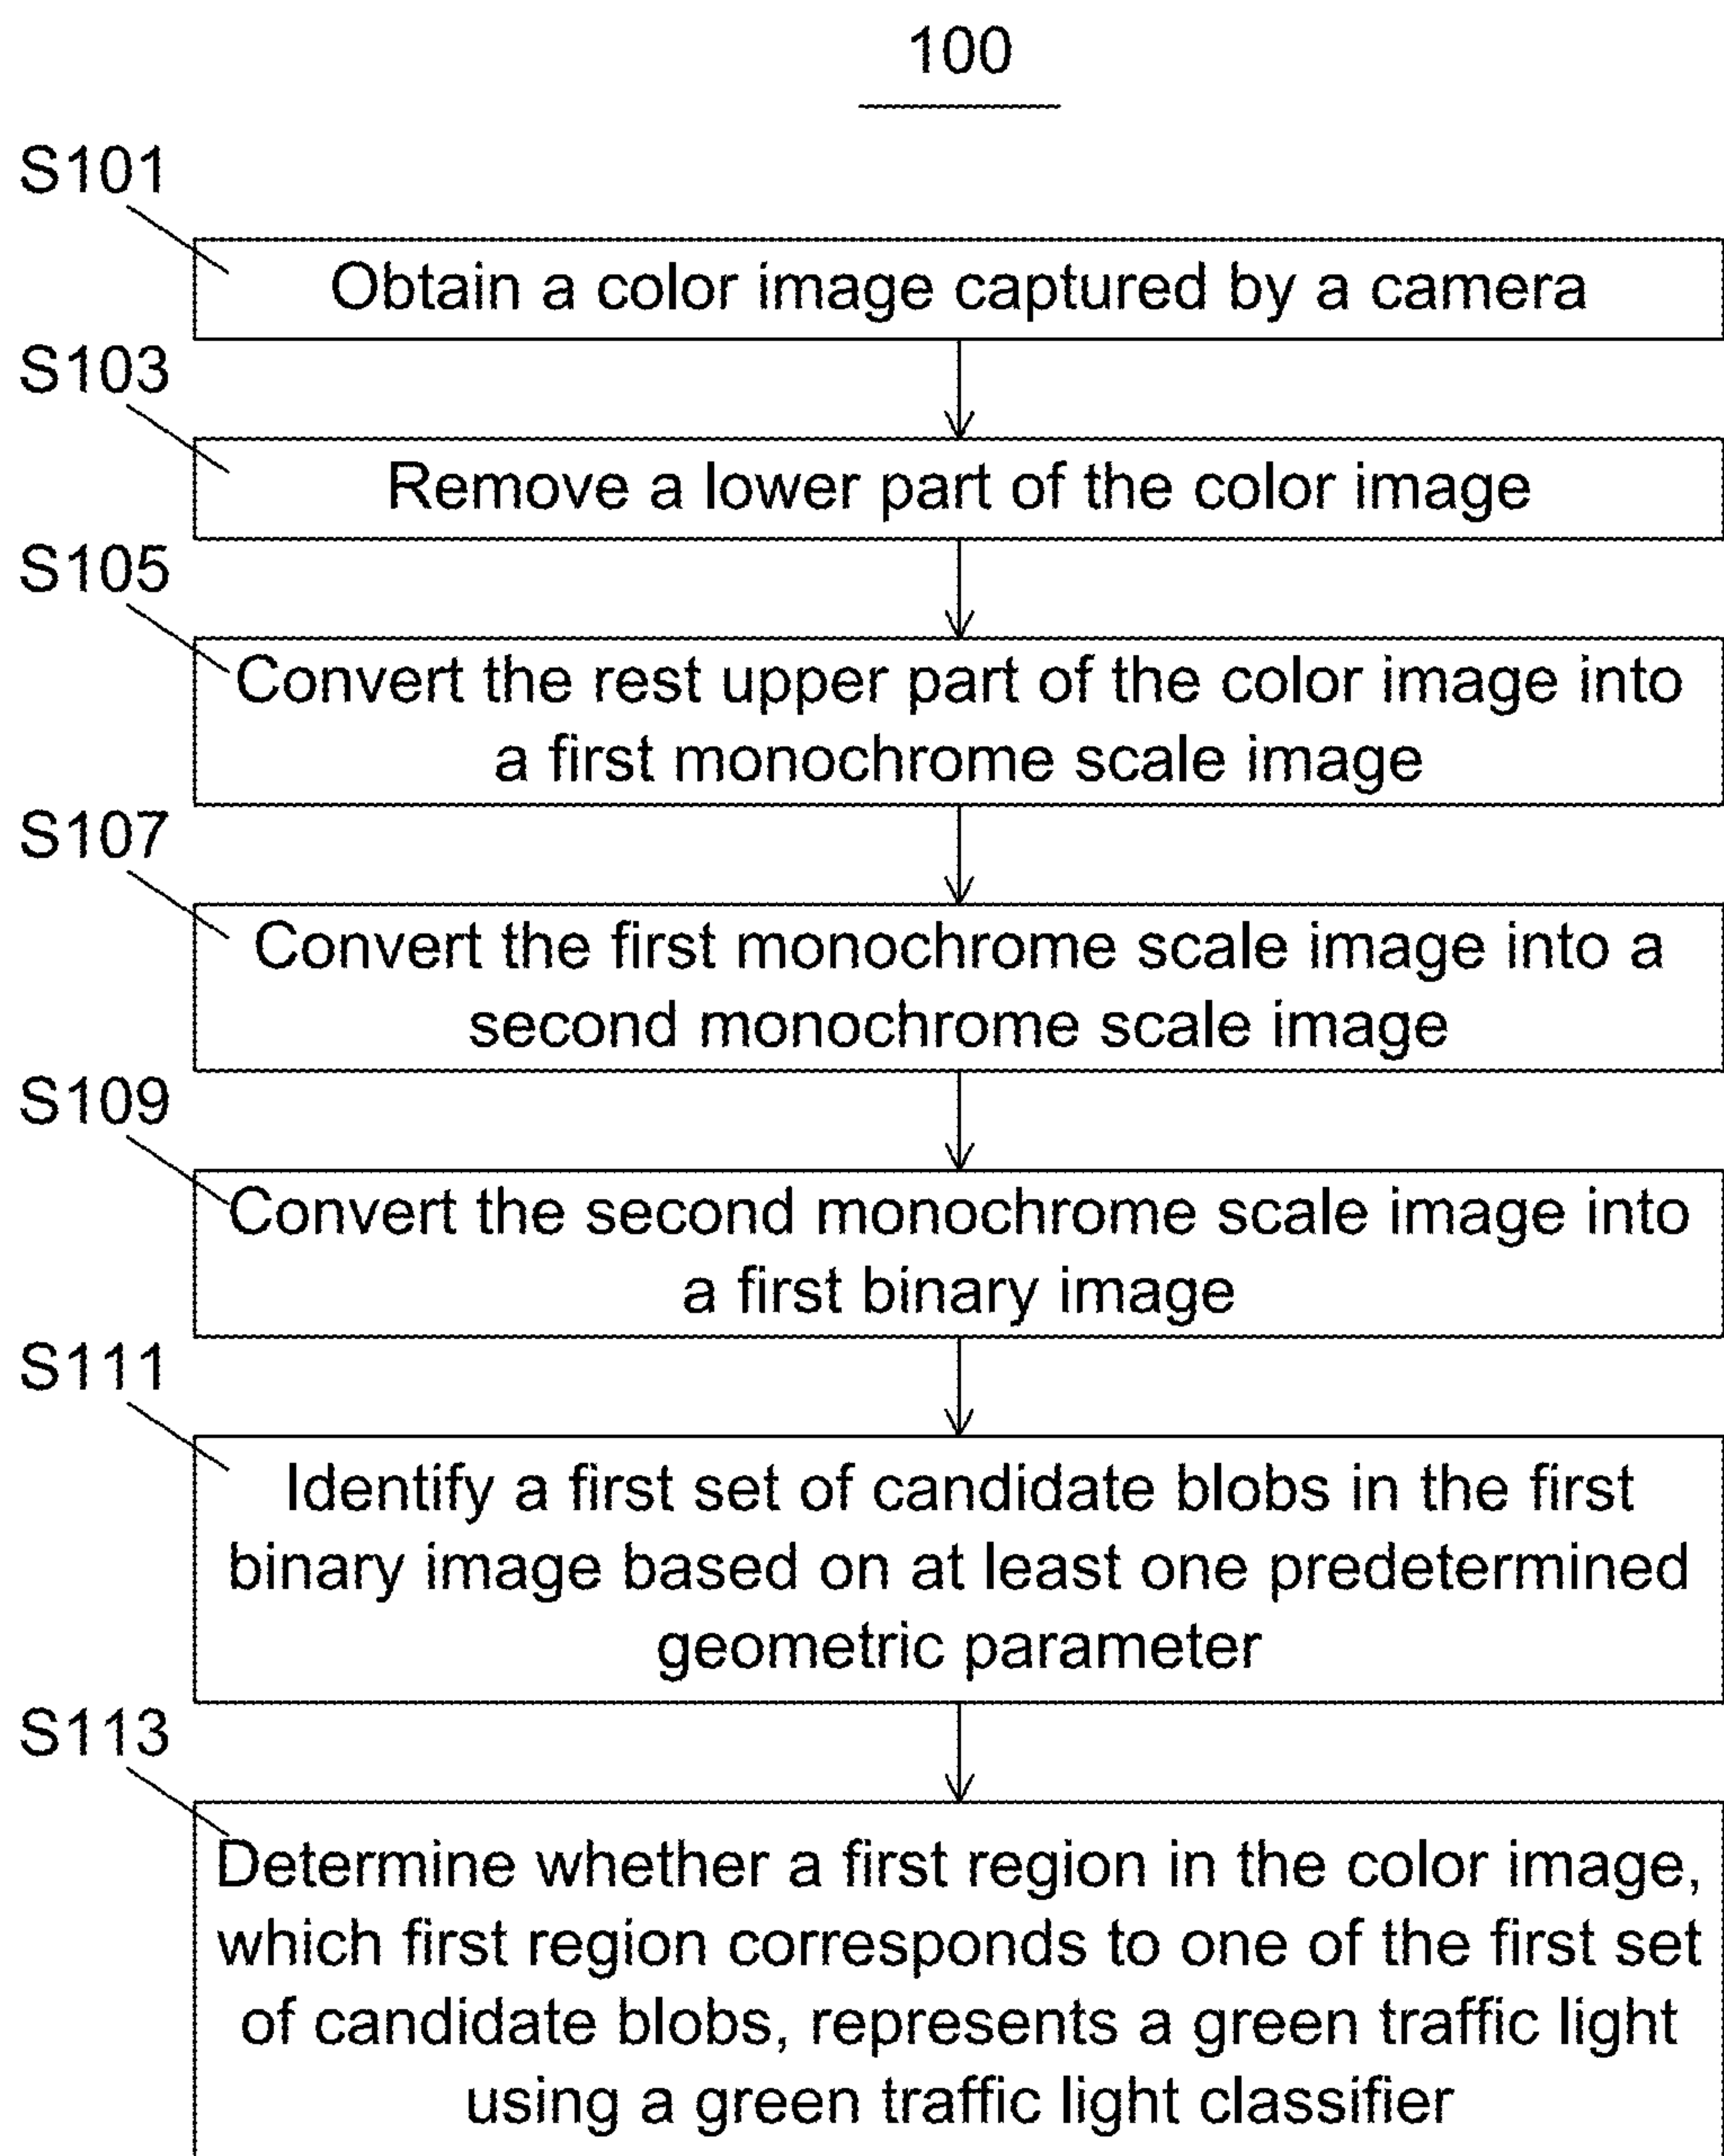 100
S101
Obtain a color image captured by a camera
S103
Remove a lower part of the color image
S105
Convert the rest upper part of the color image into
a first monochrome scale image
S107
Convert the first monochrome scale image into a
second monochrome scale image
S109
Convert the second monochrome scale image into
a first binary image
S111
Identify a first set of candidate blobs in the first
binary image based on at least one predetermined
geometric parameter
S113
Determine whether a first region in the color image,
which first region corresponds to one of the first set
of candidate blobs, represents a green traffic light
using a green traffic light classifier